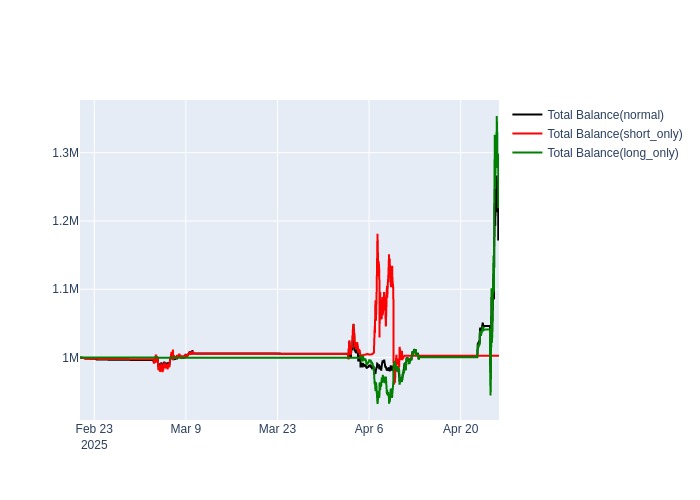 Total Balance(normal)
Total Balance(short_only)
Total Balance(long_only)
1.3M
1.2M
1.1M
1M
Feb 23
2025
Mar 9
Mar 23
Apr 6
Apr 20